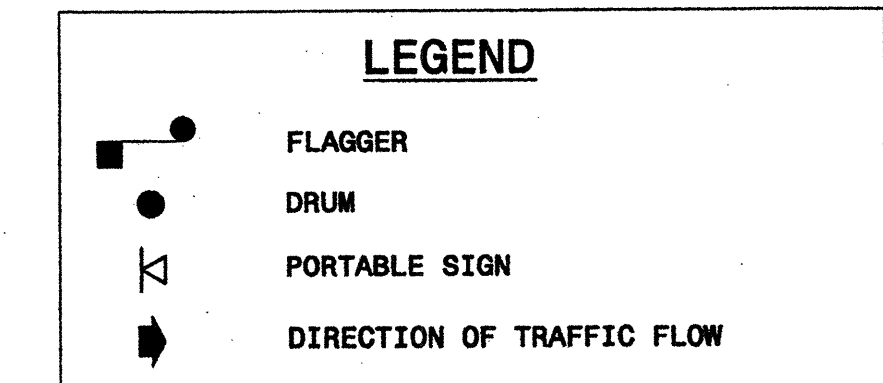 LEGEND
FLAGGER
DRUM
PORTABLE SIGN
DIRECTION OF TRAFFIC FLOW